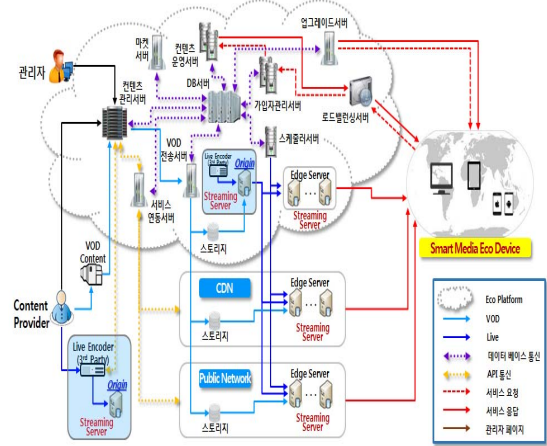 업그레이드서버
마켓
서버
컨텐츠
운영서버
관리자
컨텐츠
관리서버
DB서버
가입자관리서버
로드밸런싱서버
VOD
전송서버
스케줄러서버
Live Encoder
(3rd Party)
Origin
Streaming
Server
Edge Server
Streaming
Server
서비스
연동서버
스토리지
Smart Media Eco Device
VOD
Content
Content
Provider
CDN
Edge Server
Streaming
Server
스토리지
Live Encoder
(3rd Party)
Origin
Streaming
Server
Public Network
Edge Server
Streaming
Server
스토리지
Eco Platform
VOD
Live
데이터 베이스 통신
API 통신
서비스 요청
서비스 응답
관리자 페이지